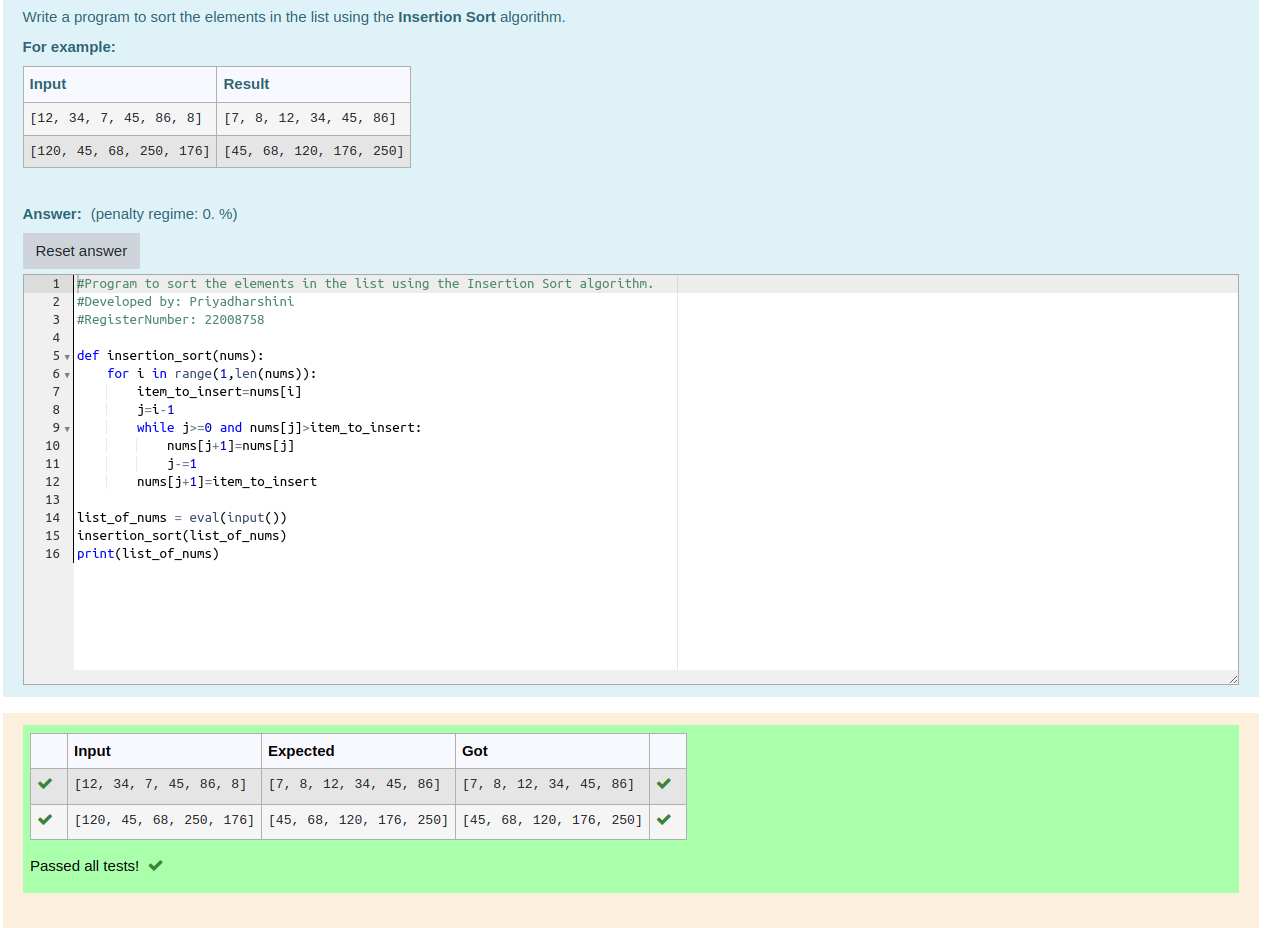 Write a program to sort the elements in the list using the Insertion Sort algorithm.
For example:
Input Result
[12, 34, 7, 45, 86, 8] [7, 8, 12, 34, 45, 86]
[120, 45, 68, 250, 176] [45, 68, 120, 176, 250]
Answer: (penalty regime: 0. %)
Reset answer
1 #Program to sort the elements in the list using the Insertion Sort algorithm.
2 #Developed by: Priyadharshini
3 #RegisterNumber: 22008758
4
5 def insertion_sort(nums):
6     for i in range(1,len(nums)):
7         item_to_insert=nums[i]
8         j=i-1
9         while j>=0 and nums[j]>item_to_insert:
10             nums[j+1]=nums[j]
11             j-=1
12         nums[j+1]=item_to_insert
13
14 list_of_nums = eval(input())
15 insertion_sort(list_of_nums)
16 print(list_of_nums)
Input Expected Got
[12, 34, 7, 45, 86, 8] [7, 8, 12, 34, 45, 86] [7, 8, 12, 34, 45, 86]
[120, 45, 68, 250, 176] [45, 68, 120, 176, 250] [45, 68, 120, 176, 250]
Passed all tests!